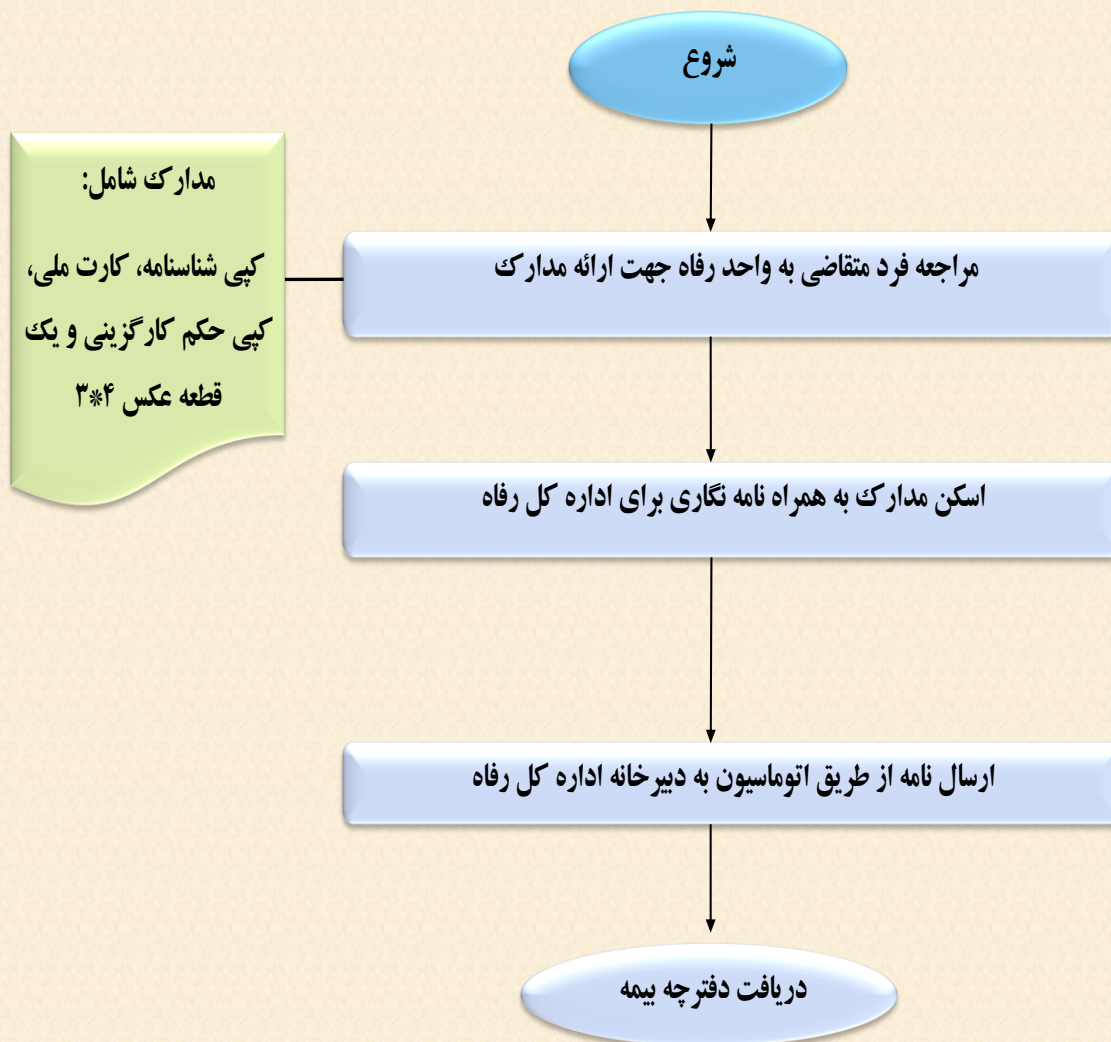 شروع
مدارک شامل:
کپی شناسنامه، کارت ملی،
کپی حکم کارگزینی و یک
قطعه عکس ۴*۳
مراجعه فرد متقاضی به واحد رفاه جهت ارائه مدارک
اسکن مدارک به همراه نامه نگاری برای اداره کل رفاه
ارسال نامه از طریق اتوماسیون به دبیرخانه اداره کل رفاه
دریافت دفترچه بیمه